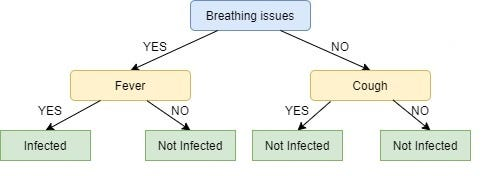 Breathing issues
YES
NO
Fever
Cough
YES
NO
YES
NO
Infected
Not Infected
Not Infected
Not Infected